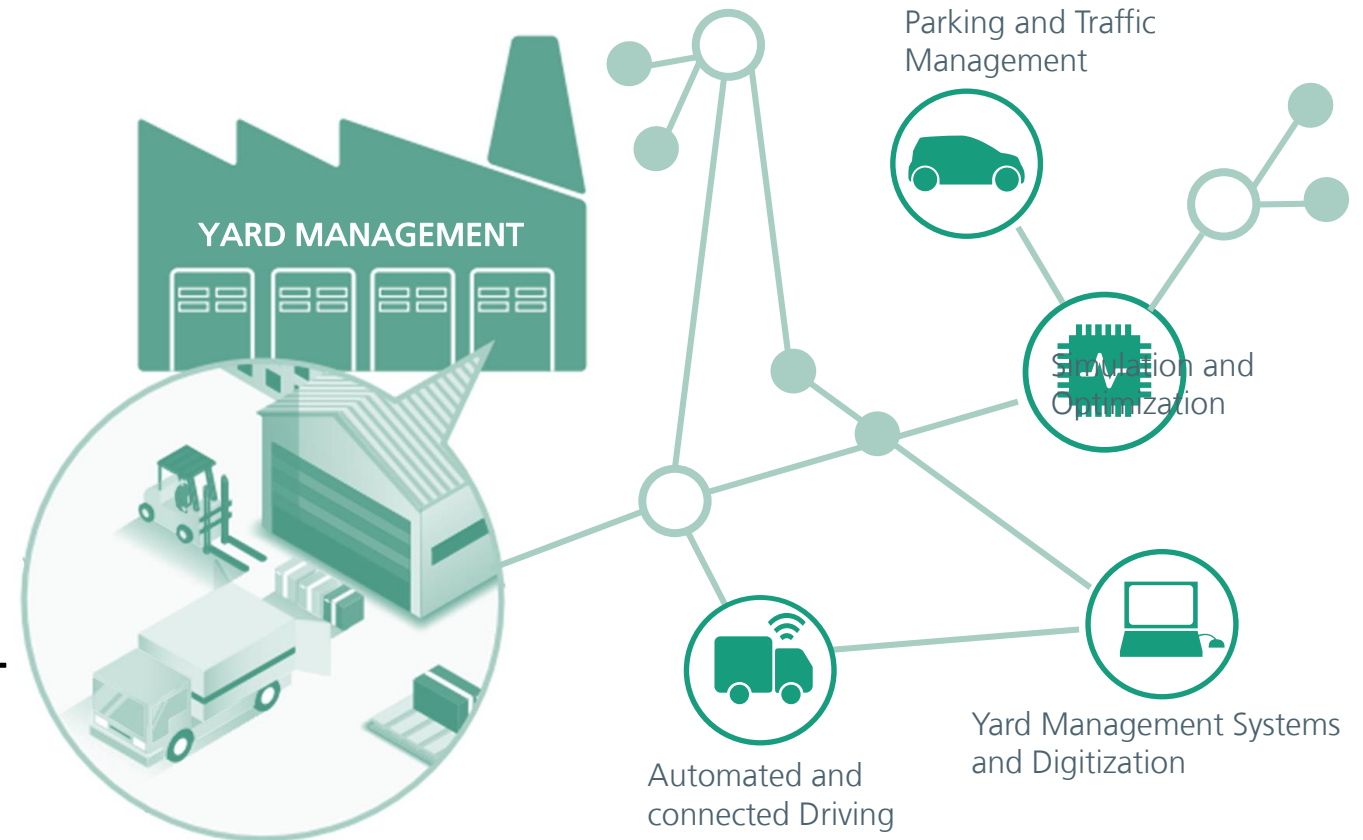 Parking and Traffic
Management
YARD MANAGEMENT
Simulation and
Optimization
Yard Management Systems
and Digitization
Automated and
connected Driving